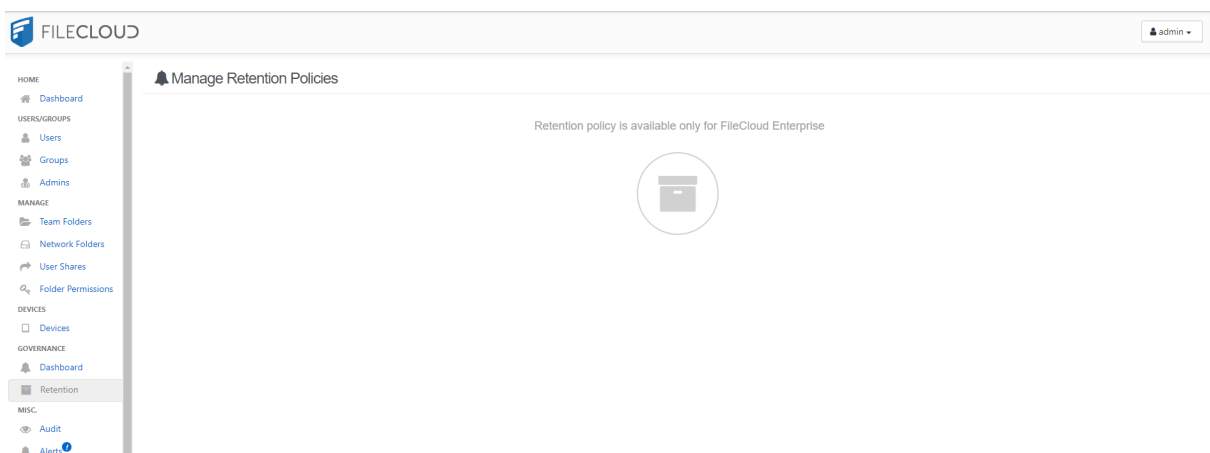 FILECLOUD
admin
HOME
Dashboard
USERS/GROUPS
Users
Groups
Admins
MANAGE
Team Folders
Network Folders
User Shares
Folder Permissions
DEVICES
Devices
GOVERNANCE
Dashboard
Retention
MISC.
Audit
Alerts
Manage Retention Policies
Retention policy is available only for FileCloud Enterprise